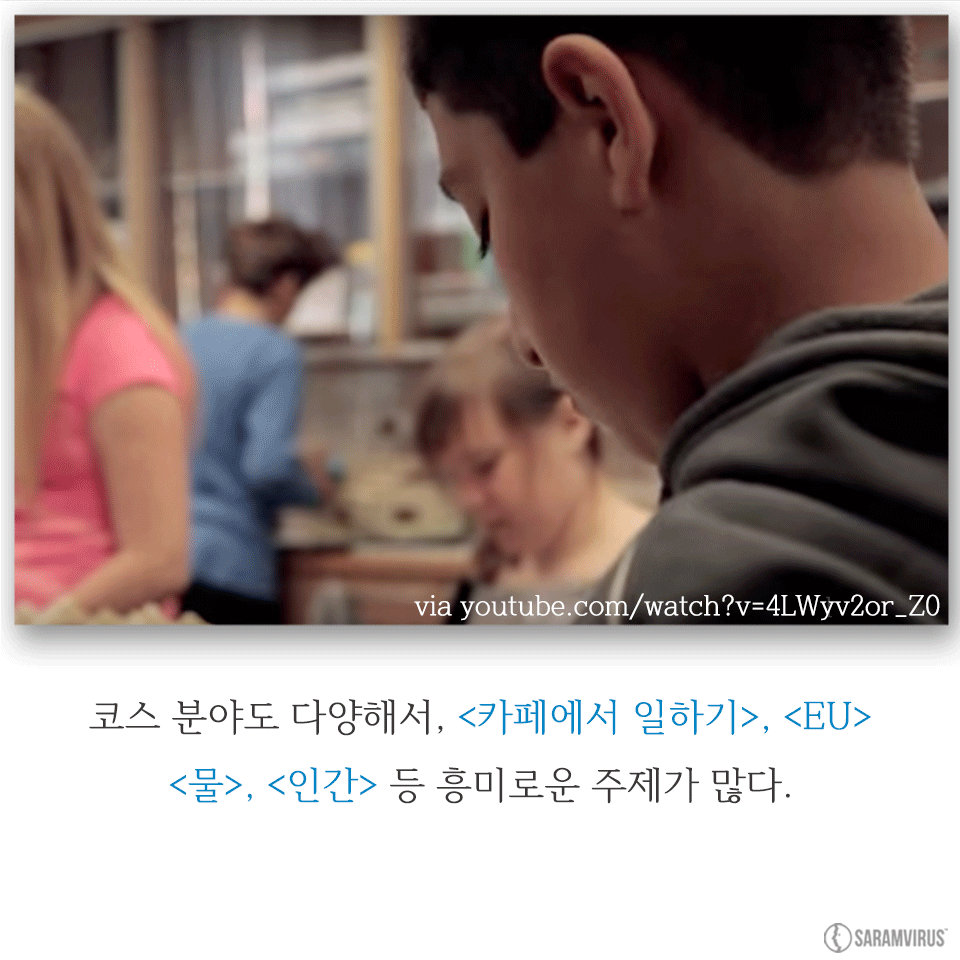 via youtube.com/watch?v=4LWyv2or_Z0
코스 분야도 다양해서, <카페에서 일하기>, <EU>
<물>, <인간> 등 흥미로운 주제가 많다.
SARAMVIRUS™